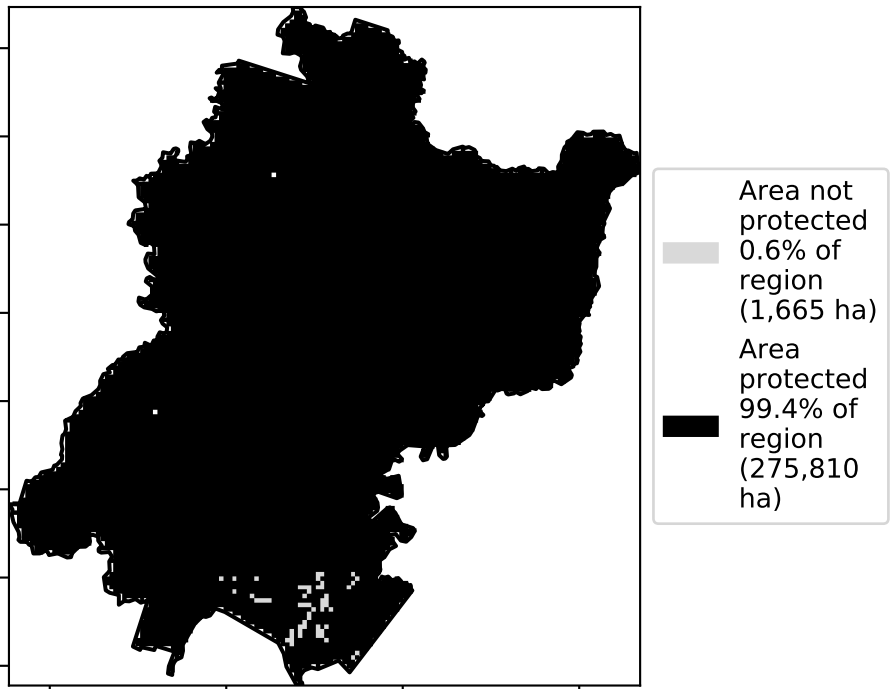 Area not
protected
0.6% of
region
(1,665 ha)
Area
protected
99.4% of
region
(275,810
ha)